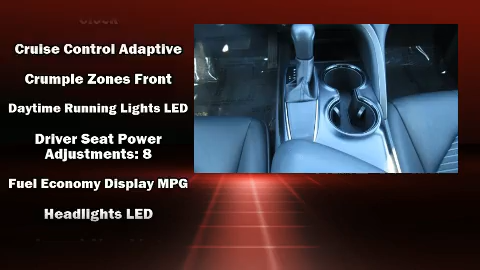 Clock
Cruise Control Adaptive
Crumple Zones Front
Daytime Running Lights LED
Driver Seat Power
Adjustments: 8
Fuel Economy Display MPG
Headlights LED